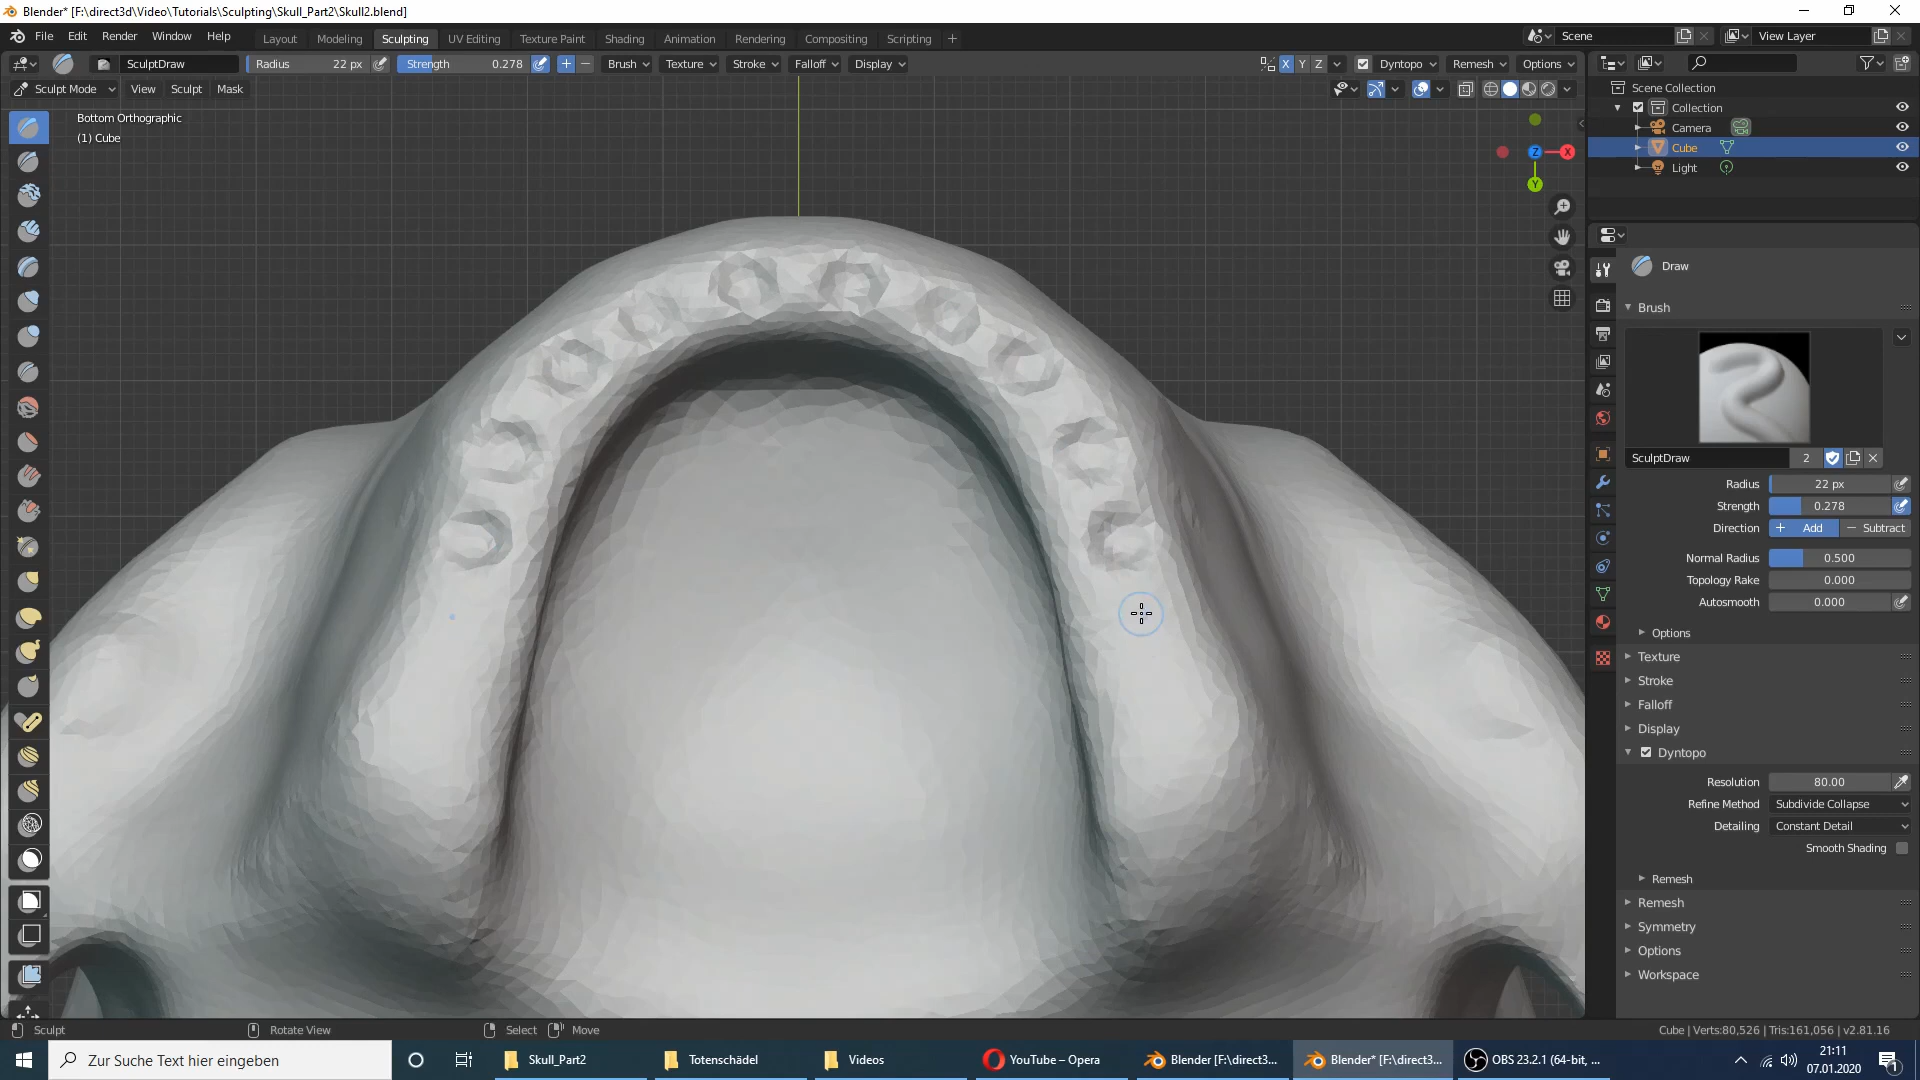 Blender* [F:\direct3d\Video\Tutorials\Sculpting\Skull_Part2\Skull2.blend]
File Edit Render Window Help Layout Modeling Sculpting UV Editing Texture Paint Shading Animation Rendering Compositing Scripting + Scene View Layer
SculptDraw Radius 22 px Strength 0.278 + − Brush Texture Stroke Falloff Display X Y Z Dyntopo Remesh Options
Sculpt Mode View Sculpt Mask
Bottom Orthographic
(1) Cube
Z X
Y
Scene Collection
Collection
Camera
Cube
Light
Draw
Brush
SculptDraw 2
Radius 22 px
Strength 0.278
Direction + Add − Subtract
Normal Radius 0.500
Topology Rake 0.000
Autosmooth 0.000
Options
Texture
Stroke
Falloff
Display
Dyntopo
Resolution 80.00
Refine Method Subdivide Collapse
Detailing Constant Detail
Smooth Shading
Remesh
Remesh
Symmetry
Options
Workspace
Sculpt Rotate View Select Move Cube | Verts:80,526 | Tris:161,056 | v2.81.16
Zur Suche Text hier eingeben Skull_Part2 Totenschädel Videos YouTube – Opera Blender [F:\direct3... Blender* [F:\direct3... OBS 23.2.1 (64-bit, ... 21:11
07.01.2020 1